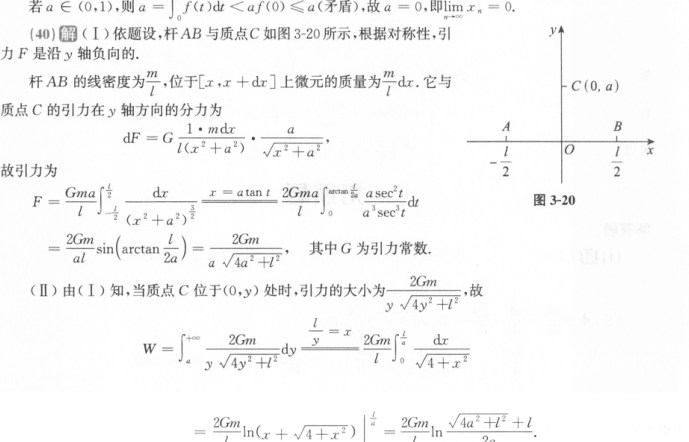 若 a ∈ (0,1),则 a = ∫₀ f(t)dt < af(0) ≤ a(矛盾),故 a = 0,即 lim_{n→∞} xₙ = 0.
(40) 解 (Ⅰ)依题设,杆 AB 与质点 C 如图 3-20 所示,根据对称性,引
力 F 是沿 y 轴负向的.
杆 AB 的线密度为 m/l,位于[x, x + dx]上微元的质量为 m/l dx. 它与
质点 C 的引力在 y 轴方向的分力为
dF = G (1·mdx)/(l(x² + a²)) · a/√(x² + a²),
故引力为
F = Gma/l ∫_{-l/2}^{l/2} dx/(x² + a²)^{3/2} ═(x = a tan t)═ 2Gma/l ∫₀^{arctan l/2a} (a sec²t)/(a³ sec³t) dt
= 2Gm/al sin(arctan l/2a) = 2Gm/(a√(4a² + l²)), 其中 G 为引力常数.
y
C(0, a)
A
B
-l/2
O
l/2
x
图 3-20
(Ⅱ)由(Ⅰ)知,当质点 C 位于(0,y)处时,引力的大小为 2Gm/(y√(4y² + l²)),故
W = ∫_a^{+∞} 2Gm/(y√(4y² + l²)) dy ═(l/y = x)═ 2Gm/l ∫₀^{l/a} dx/√(4 + x²)
= 2Gm/l ln(x + √(4 + x²)) |^{l/a} = 2Gm/l ln (√(4a² + l²) + l)/2a.